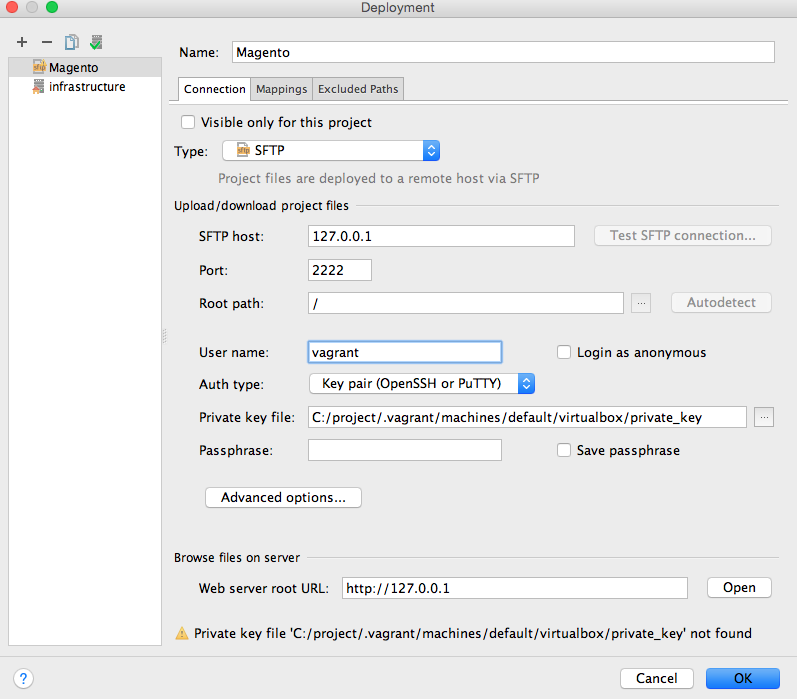 Deployment
Name: Magento
Magento
infrastructure
Connection Mappings Excluded Paths
Visible only for this project
Type: SFTP
Project files are deployed to a remote host via SFTP
Upload/download project files
SFTP host: 127.0.0.1 Test SFTP connection...
Port: 2222
Root path: / ... Autodetect
User name: vagrant Login as anonymous
Auth type: Key pair (OpenSSH or PuTTY)
Private key file: C:/project/.vagrant/machines/default/virtualbox/private_key ...
Passphrase: Save passphrase
Advanced options...
Browse files on server
Web server root URL: http://127.0.0.1 Open
Private key file 'C:/project/.vagrant/machines/default/virtualbox/private_key' not found
? Cancel OK